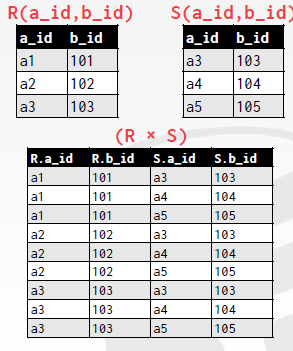 R(a_id,b_id) S(a_id,b_id)
a_id b_id a_id b_id
a1 101 a3 103
a2 102 a4 104
a3 103 a5 105
(R × S)
R.a_id R.b_id S.a_id S.b_id
a1 101 a3 103
a1 101 a4 104
a1 101 a5 105
a2 102 a3 103
a2 102 a4 104
a2 102 a5 105
a3 103 a3 103
a3 103 a4 104
a3 103 a5 105